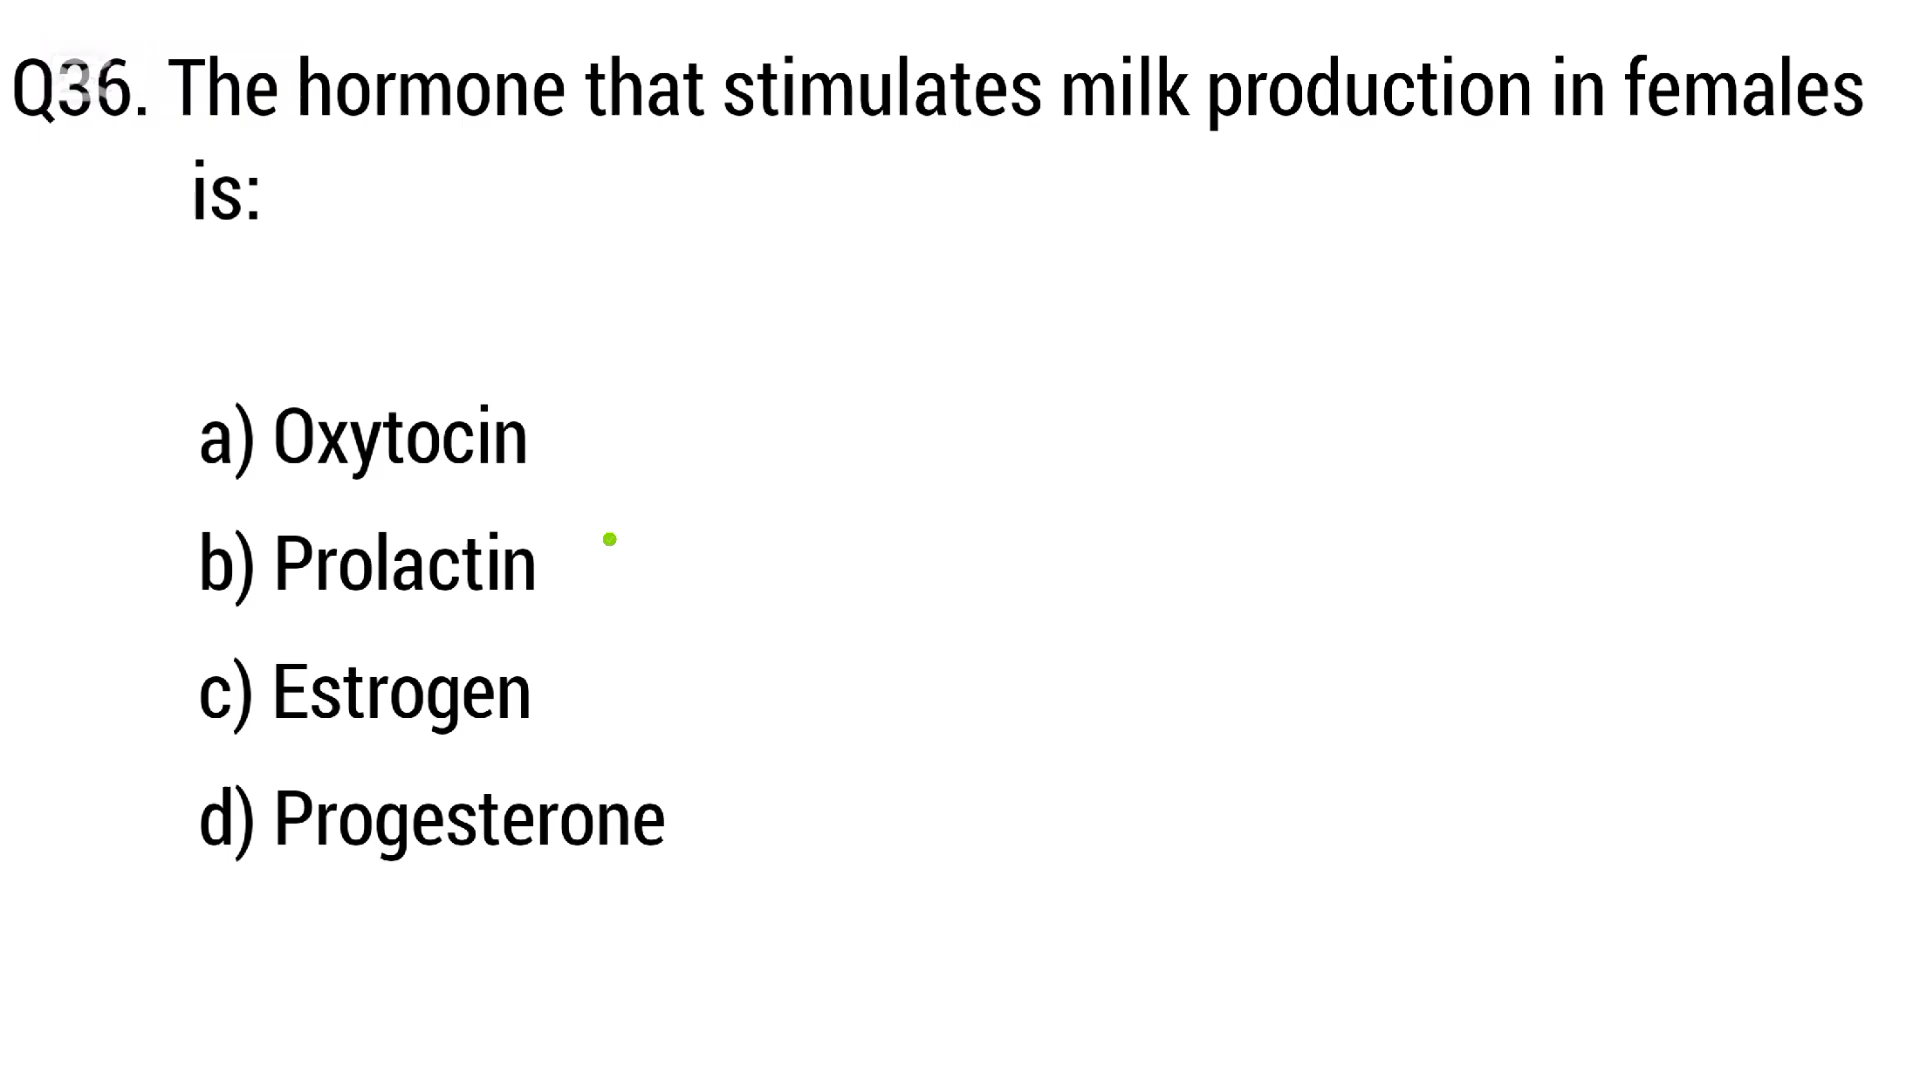 Q36. The hormone that stimulates milk production in females
is:
a) Oxytocin
b) Prolactin
c) Estrogen
d) Progesterone